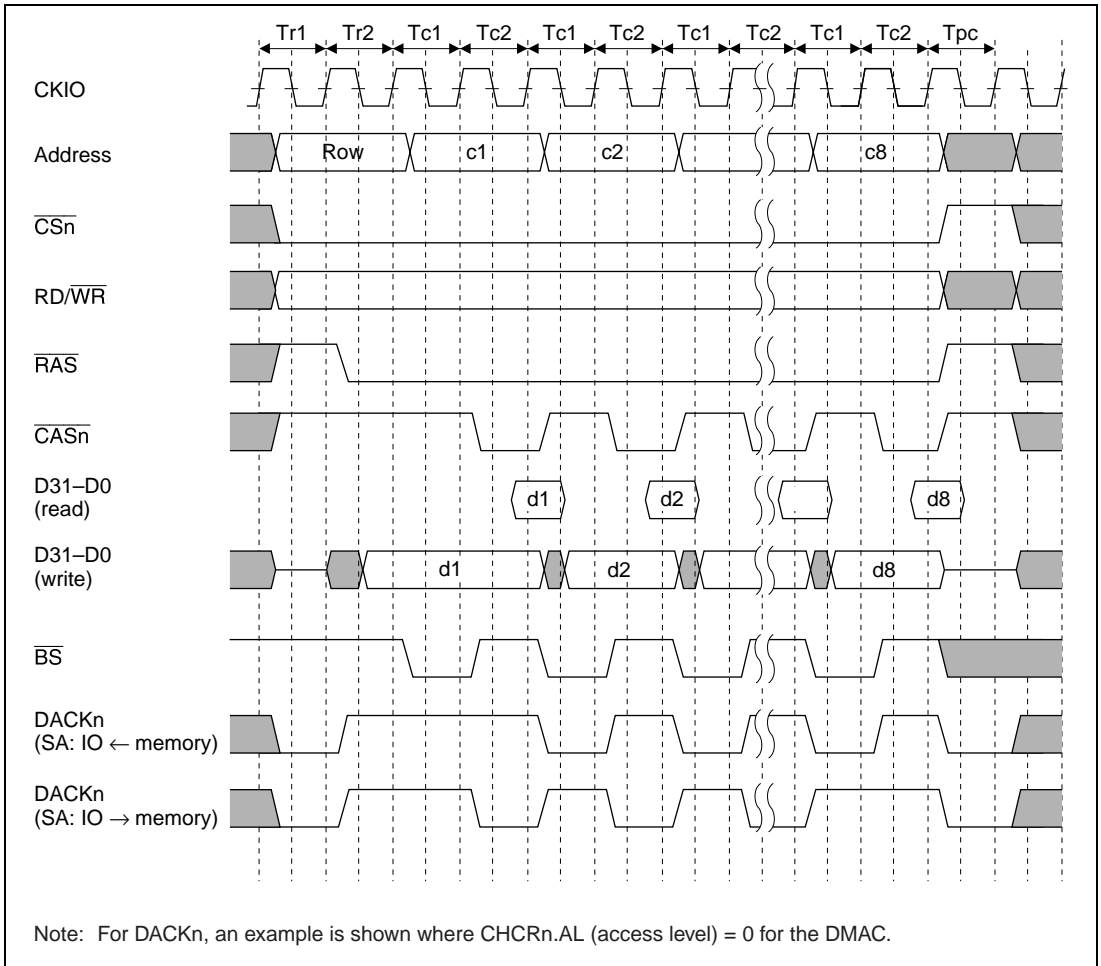 Tr1 Tr2 Tc1 Tc2 Tc1 Tc2 Tc1 Tc2 Tc1 Tc2 Tpc
CKIO
Address Row c1 c2 c8
CSn
RD/WR
RAS
CASn
D31–D0
(read) d1 d2 d8
D31–D0
(write) d1 d2 d8
BS
DACKn
(SA: IO ← memory)
DACKn
(SA: IO → memory)
Note: For DACKn, an example is shown where CHCRn.AL (access level) = 0 for the DMAC.